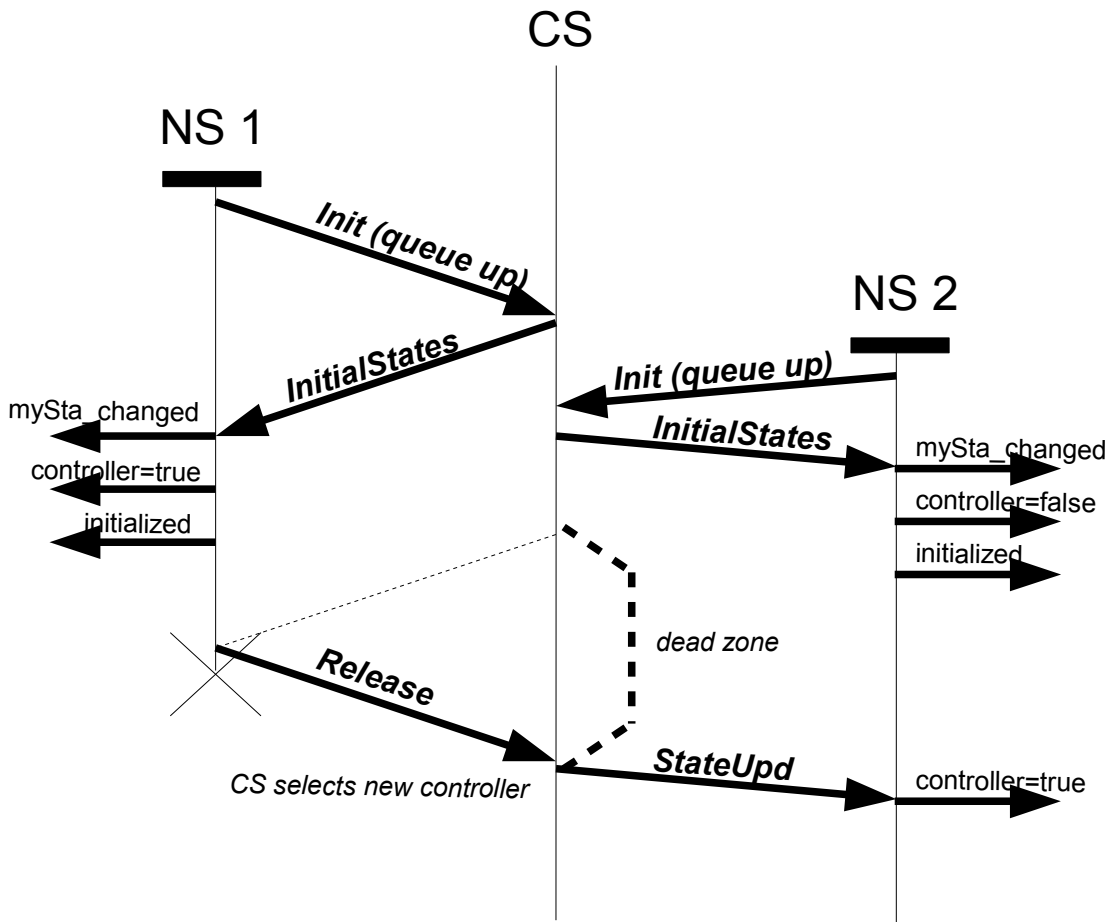 CS
NS 1
Init (queue up)
NS 2
InitialStates
Init (queue up)
mySta_changed
InitialStates
mySta_changed
controller=true
controller=false
initialized
initialized
dead zone
Release
StateUpd
CS selects new controller
controller=true